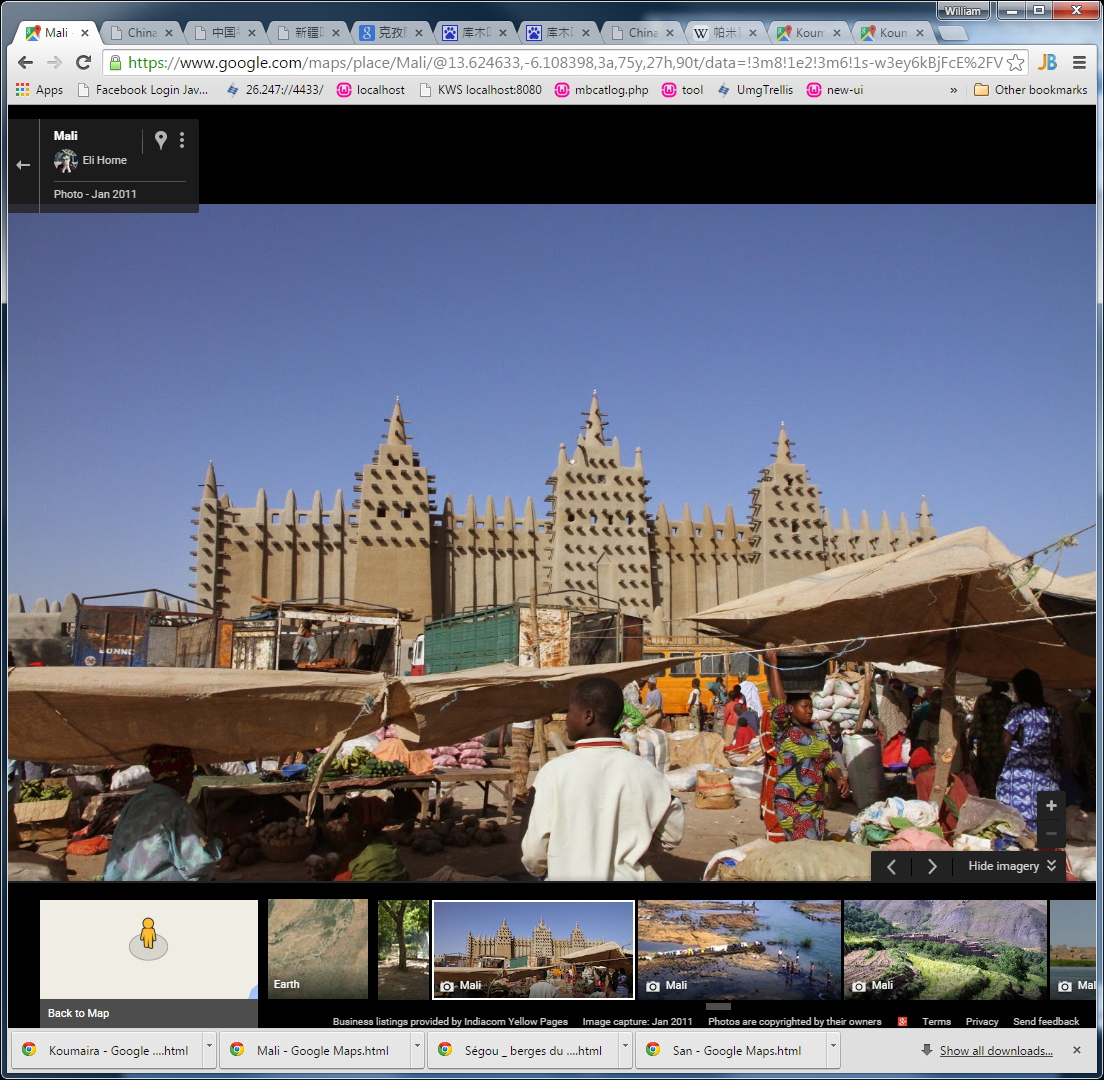 William
Mali
China
中国
新疆
克孜
库木
库木
China
帕米
Koum
Koun
https://www.google.com/maps/place/Mali/@13.624633,-6.108398,3a,75y,27h,90t/data=!3m8!1e2!3m6!1s-w3ey6kBjFcE%2FV
Apps
Facebook Login Jav...
26.247://4433/
localhost
KWS localhost:8080
mbcatlog.php
tool
UmgTrellis
new-ui
»
Other bookmarks
Mali
Eli Horne
Photo - Jan 2011
Hide imagery
Back to Map
Earth
Mali
Mali
Mali
Mal
Business listings provided by Indiacom Yellow Pages Image capture: Jan 2011 Photos are copyrighted by their owners Terms Privacy Send feedback
Koumaira - Google ....html
Mali - Google Maps.html
Ségou _ berges du ....html
San - Google Maps.html
Show all downloads...